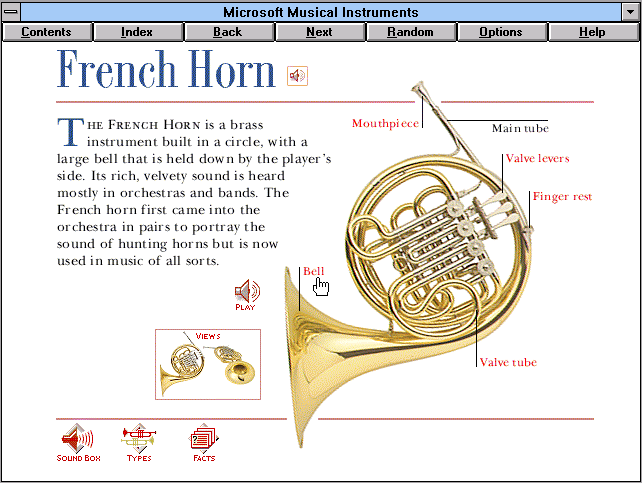 Microsoft Musical Instruments
Contents
Index
Back
Next
Random
Options
Help
French Horn
THE FRENCH HORN is a brass
instrument built in a circle, with a
large bell that is held down by the player's
side. Its rich, velvety sound is heard
mostly in orchestras and bands. The
French horn first came into the
orchestra in pairs to portray the
sound of hunting horns but is now
used in music of all sorts.
Mouthpiece
Main tube
Valve levers
Finger rest
Bell
PLAY
VIEWS
Valve tube
SOUND BOX
TYPES
FACTS